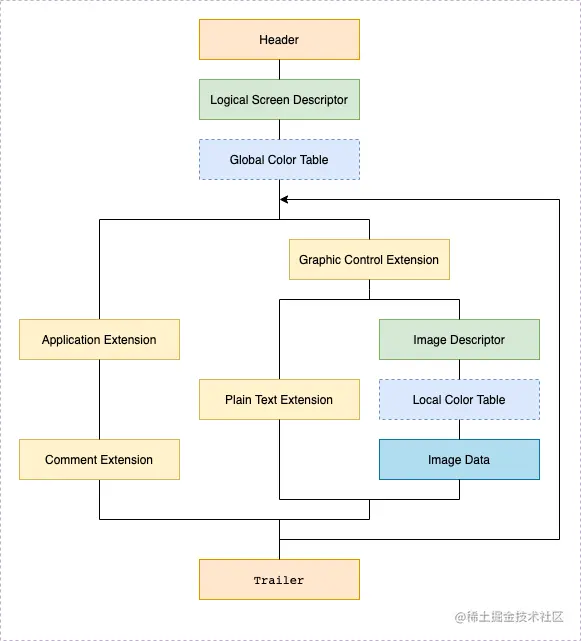 Header
Logical Screen Descriptor
Global Color Table
Graphic Control Extension
Application Extension
Image Descriptor
Plain Text Extension
Local Color Table
Comment Extension
Image Data
Trailer
@稀土掘金技术社区